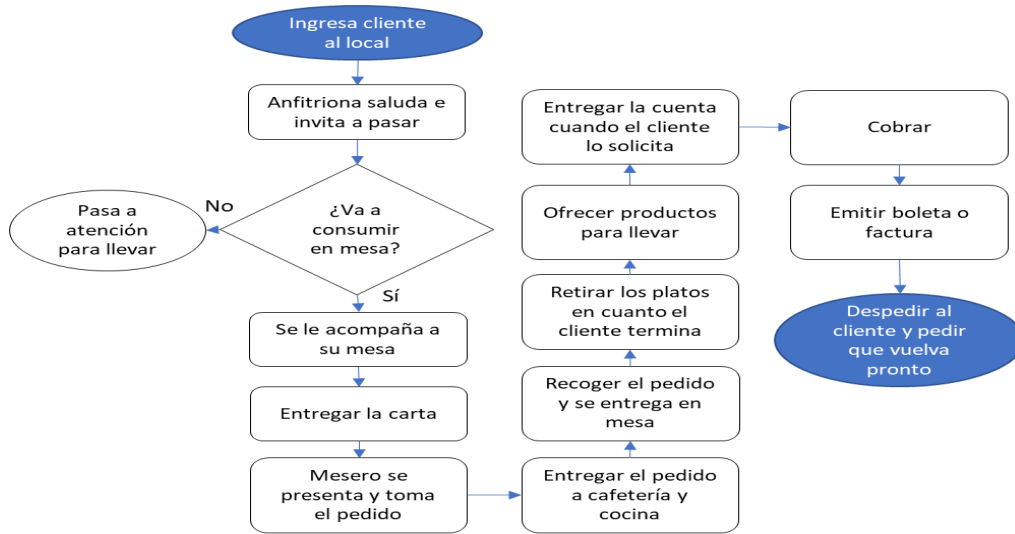 Ingresa cliente
al local
Anfitriona saluda e
invita a pasar
¿Va a
consumir
en mesa?
No
Pasa a
atención
para llevar
Sí
Se le acompaña a
su mesa
Entregar la carta
Mesero se
presenta y toma
el pedido
Entregar el pedido
a cafetería y
cocina
Recoger el pedido
y se entrega en
mesa
Retirar los platos
en cuanto el
cliente termina
Ofrecer productos
para llevar
Entregar la cuenta
cuando el cliente
lo solicita
Cobrar
Emitir boleta o
factura
Despedir al
cliente y pedir
que vuelva
pronto